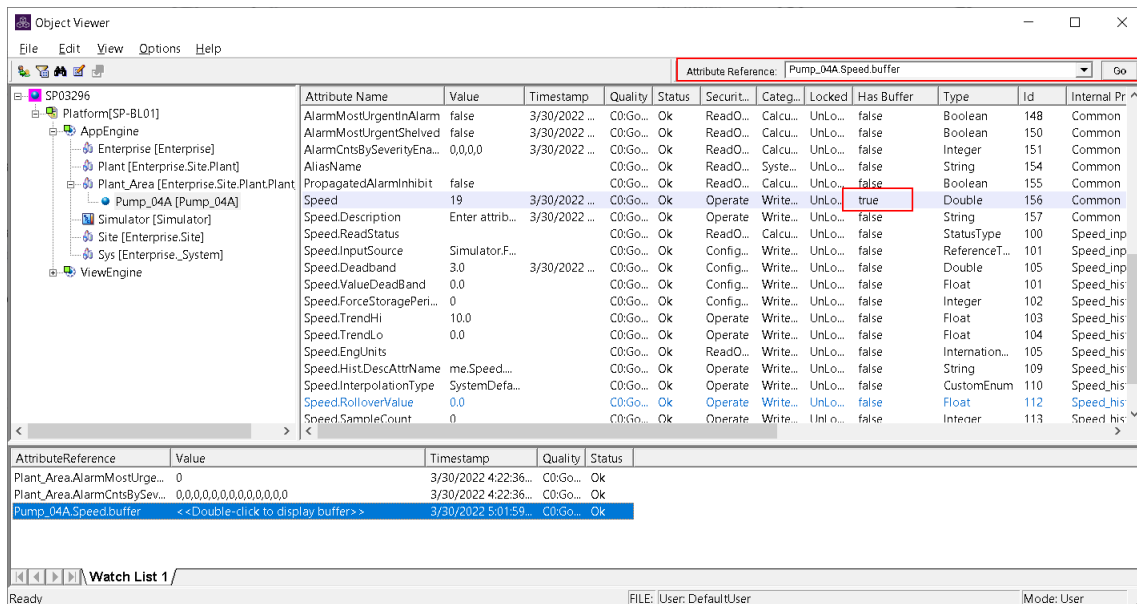 Object Viewer
File Edit View Options Help
Attribute Reference: Pump_04A.Speed.buffer Go
SP03296
Platform[SP-BL01]
AppEngine
Enterprise [Enterprise]
Plant [Enterprise.Site.Plant]
Plant_Area [Enterprise.Site.Plant.Plant
Pump_04A [Pump_04A]
Simulator [Simulator]
Site [Enterprise.Site]
Sys [Enterprise._System]
ViewEngine
Attribute Name Value Timestamp Quality Status Securit... Categ... Locked Has Buffer Type Id Internal Pr
AlarmMostUrgentInAlarm false 3/30/2022 ... C0:Go... Ok ReadO... Calcu... UnLo... false Boolean 148 Common
AlarmMostUrgentShelved false 3/30/2022 ... C0:Go... Ok ReadO... Calcu... UnLo... false Boolean 150 Common
AlarmCntsBySeverityEna... 0,0,0,0 3/30/2022 ... C0:Go... Ok ReadO... Calcu... UnLo... false Integer 151 Common
AliasName C0:Go... Ok ReadO... Syste... UnLo... false String 154 Common
PropagatedAlarmInhibit false C0:Go... Ok ReadO... Calcu... UnLo... false Boolean 155 Common
Speed 19 3/30/2022 ... C0:Go... Ok Operate Write... UnLo... true Double 156 Common
Speed.Description Enter attrib... 3/30/2022 ... C0:Go... Ok Operate Write... UnLo... false String 157 Common
Speed.ReadStatus C0:Go... Ok ReadO... Calcu... UnLo... false StatusType 100 Speed_inp
Speed.InputSource Simulator.F... C0:Go... Ok Config... Write... UnLo... false ReferenceT... 101 Speed_inp
Speed.Deadband 3.0 3/30/2022 ... C0:Go... Ok Config... Write... UnLo... false Double 105 Speed_inp
Speed.ValueDeadBand 0.0 C0:Go... Ok Config... Write... UnLo... false Float 101 Speed_his
Speed.ForceStoragePeri... 0 C0:Go... Ok Config... Write... UnLo... false Integer 102 Speed_his
Speed.TrendHi 10.0 C0:Go... Ok Operate Write... UnLo... false Float 103 Speed_his
Speed.TrendLo 0.0 C0:Go... Ok Operate Write... UnLo... false Float 104 Speed_his
Speed.EngUnits C0:Go... Ok ReadO... Write... UnLo... false Internation... 105 Speed_his
Speed.Hist.DescAttrName me.Speed.... C0:Go... Ok Operate Write... UnLo... false String 109 Speed_his
Speed.InterpolationType SystemDefa... C0:Go... Ok Operate Write... UnLo... false CustomEnum 110 Speed_his
Speed.RolloverValue 0.0 C0:Go... Ok Operate Write... UnLo... false Float 112 Speed_his
Speed.SampleCount 0 C0:Go... Ok Operate Write... UnLo... false Integer 113 Speed_his
AttributeReference Value Timestamp Quality Status
Plant_Area.AlarmMostUrge... 0 3/30/2022 4:22:36... C0:Go... Ok
Plant_Area.AlarmCntsBySev... 0,0,0,0,0,0,0,0,0,0,0,0,0,0 3/30/2022 4:22:36... C0:Go... Ok
Pump_04A.Speed.buffer <<Double-click to display buffer>> 3/30/2022 5:01:59... C0:Go... Ok
Watch List 1
Ready FILE: User: DefaultUser Mode: User